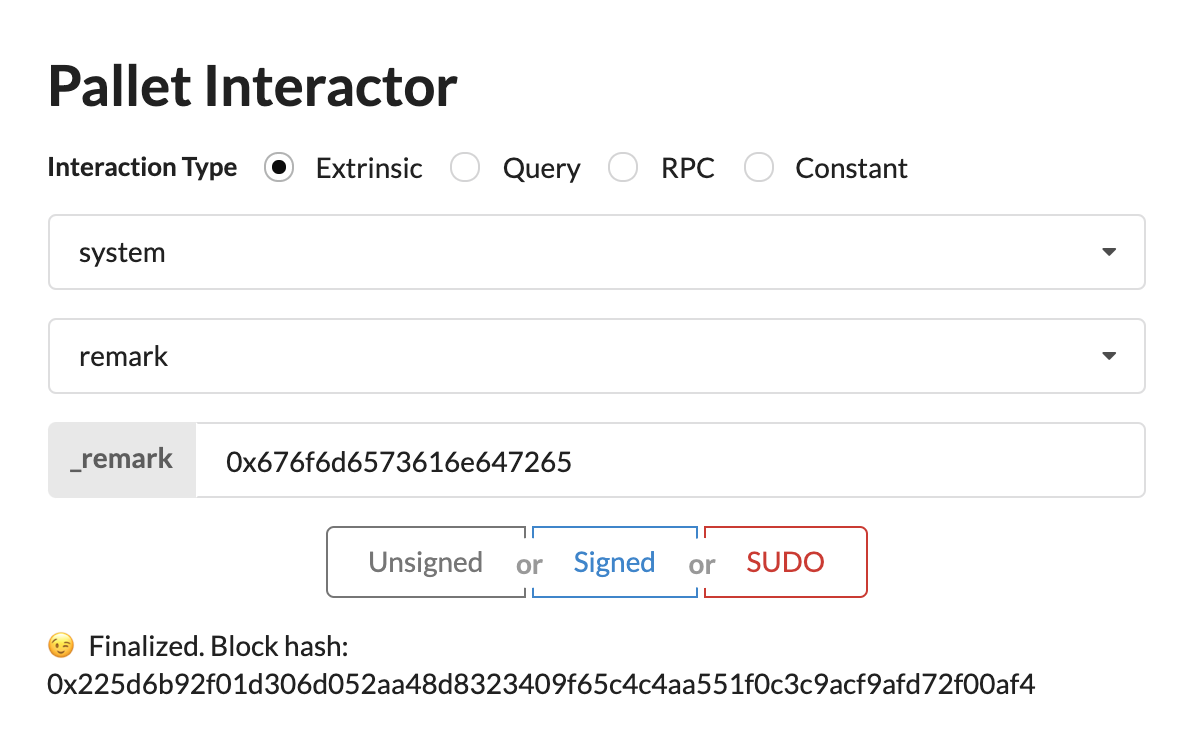 Pallet Interactor
Interaction Type Extrinsic Query RPC Constant
system
remark
_remark 0x676f6d6573616e647265
Unsigned or Signed or SUDO
😉 Finalized. Block hash:
0x225d6b92f01d306d052aa48d8323409f65c4c4aa551f0c3c9acf9afd72f00af4